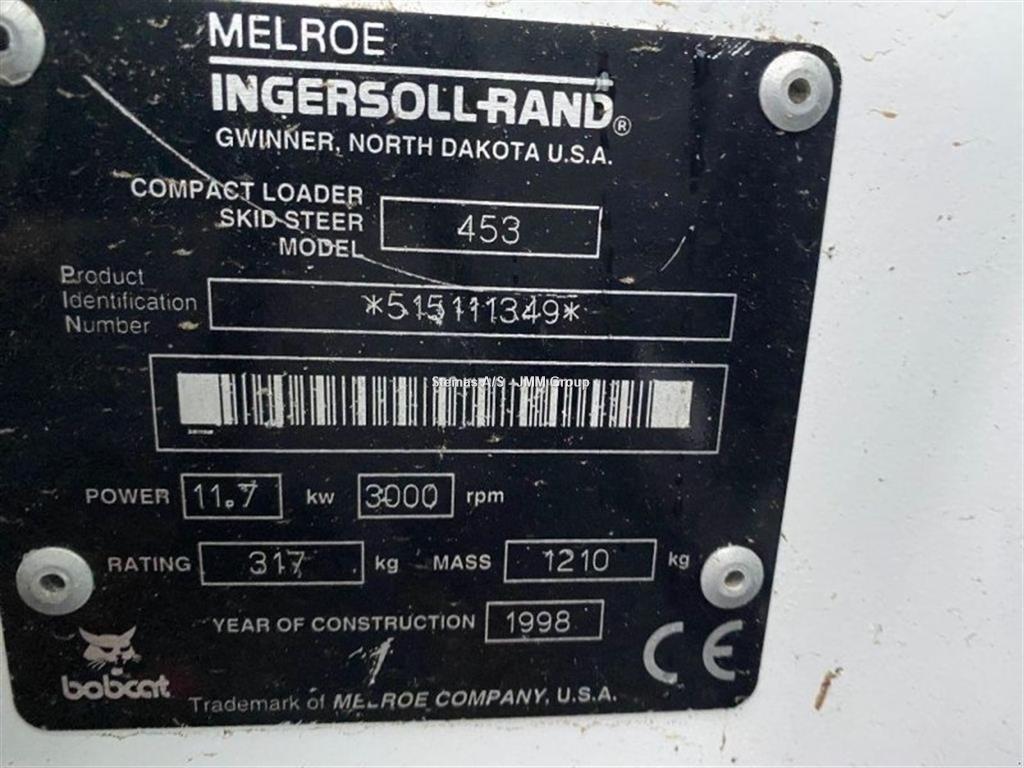 MELROE
INGERSOLL-RAND®
GWINNER, NORTH DAKOTA U.S.A.
COMPACT LOADER
SKID STEER
MODEL 453
Product
Identification
Number *515111349*
Stemas A/S - JMM Group
POWER 11.7 kw 3000 rpm
RATING 317 kg MASS 1210 kg
YEAR OF CONSTRUCTION 1998
CE
bobcat
Trademark of MELROE COMPANY, U.S.A.